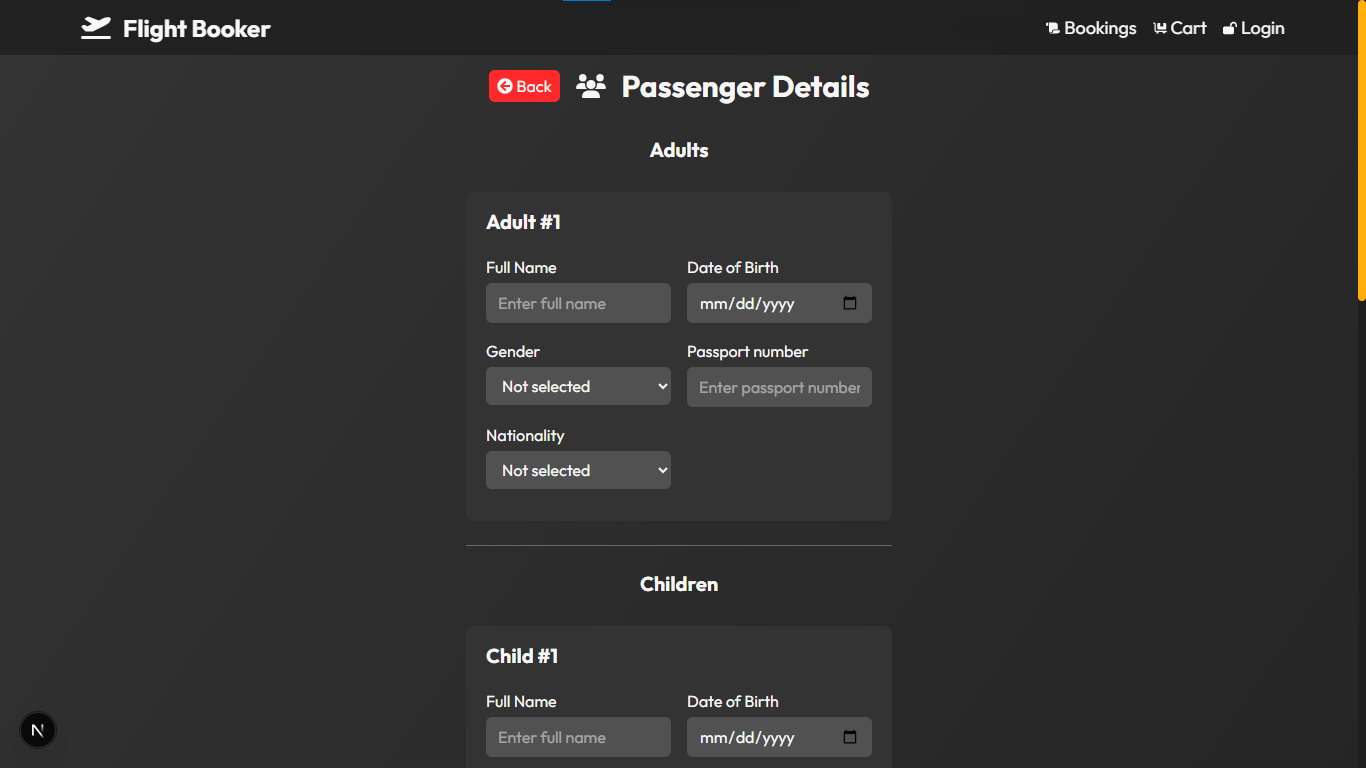 Flight Booker
Bookings Cart Login
Back Passenger Details
Adults
Adult #1
Full Name Date of Birth
Enter full name mm/dd/yyyy
Gender Passport number
Not selected Enter passport number
Nationality
Not selected
Children
Child #1
Full Name Date of Birth
Enter full name mm/dd/yyyy
N